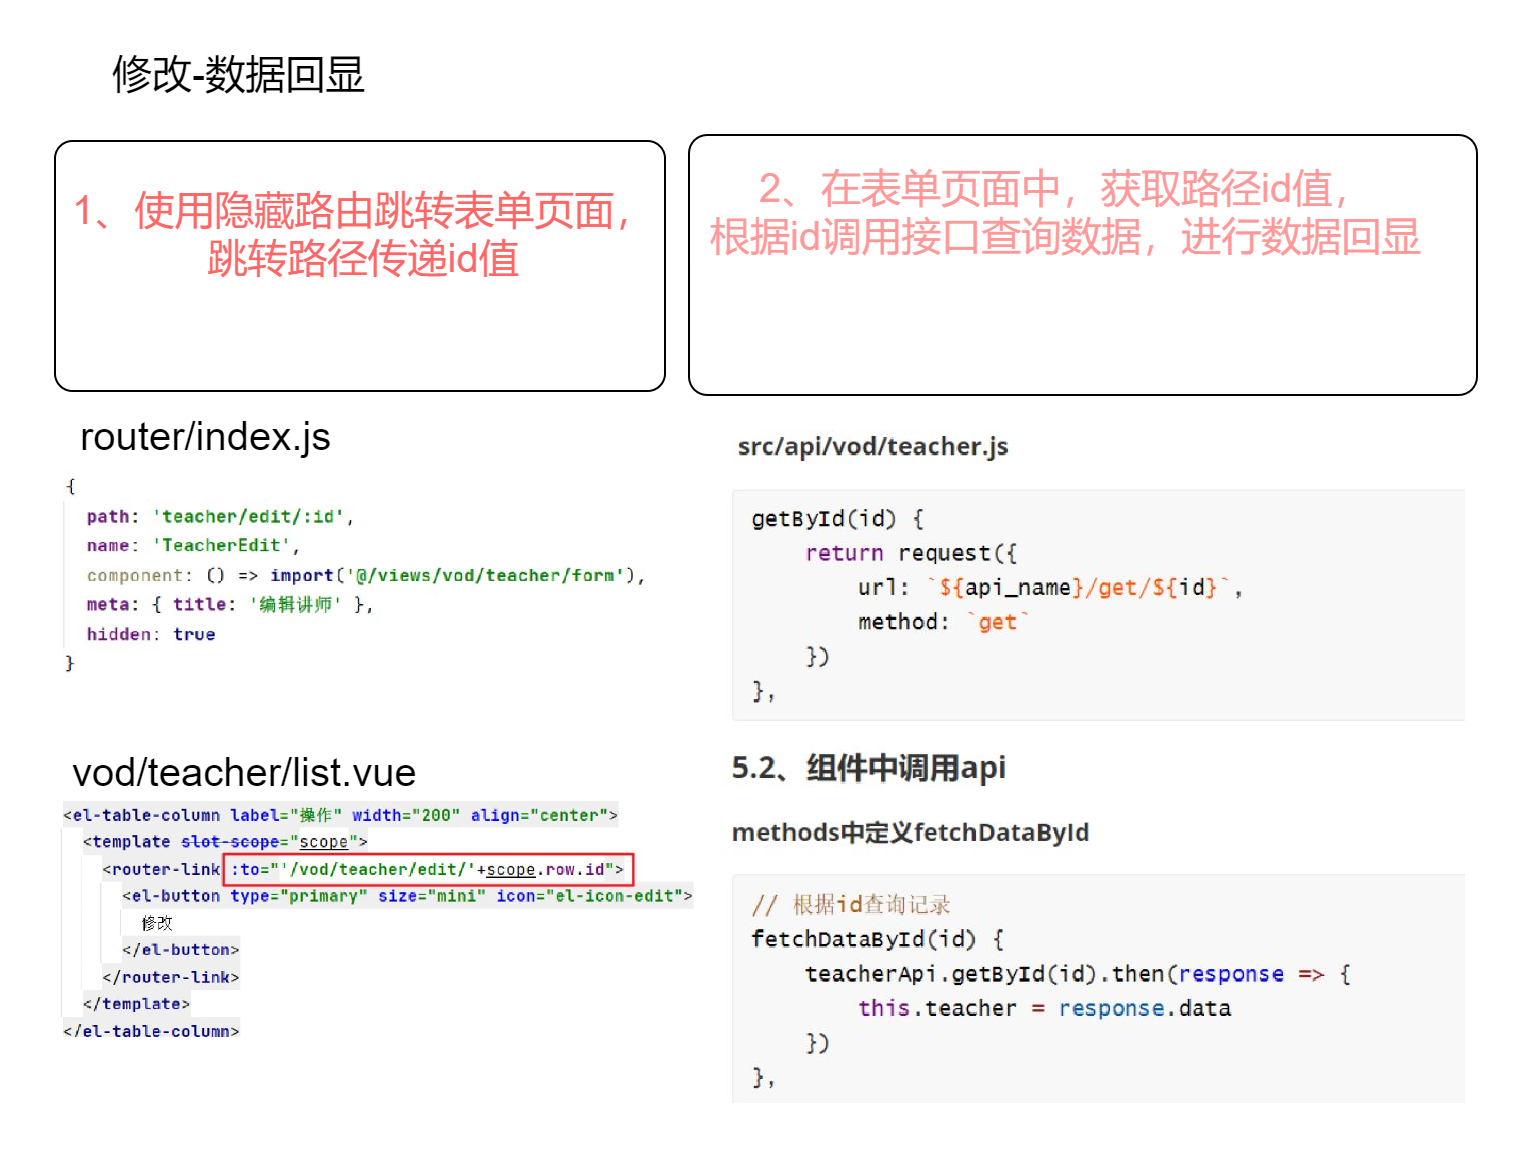 修改-数据回显
1、使用隐藏路由跳转表单页面，
跳转路径传递id值
2、在表单页面中，获取路径id值，
根据id调用接口查询数据，进行数据回显
router/index.js
{
  path: 'teacher/edit/:id',
  name: 'TeacherEdit',
  component: () => import('@/views/vod/teacher/form'),
  meta: { title: '编辑讲师' },
  hidden: true
}
vod/teacher/list.vue
<el-table-column label="操作" width="200" align="center">
  <template slot-scope="scope">
    <router-link :to="'/vod/teacher/edit/'+scope.row.id">
      <el-button type="primary" size="mini" icon="el-icon-edit">
        修改
      </el-button>
    </router-link>
  </template>
</el-table-column>
src/api/vod/teacher.js
getById(id) {
    return request({
        url: `${api_name}/get/${id}`,
        method: `get`
    })
},
5.2、组件中调用api
methods中定义fetchDataById
// 根据id查询记录
fetchDataById(id) {
    teacherApi.getById(id).then(response => {
        this.teacher = response.data
    })
},